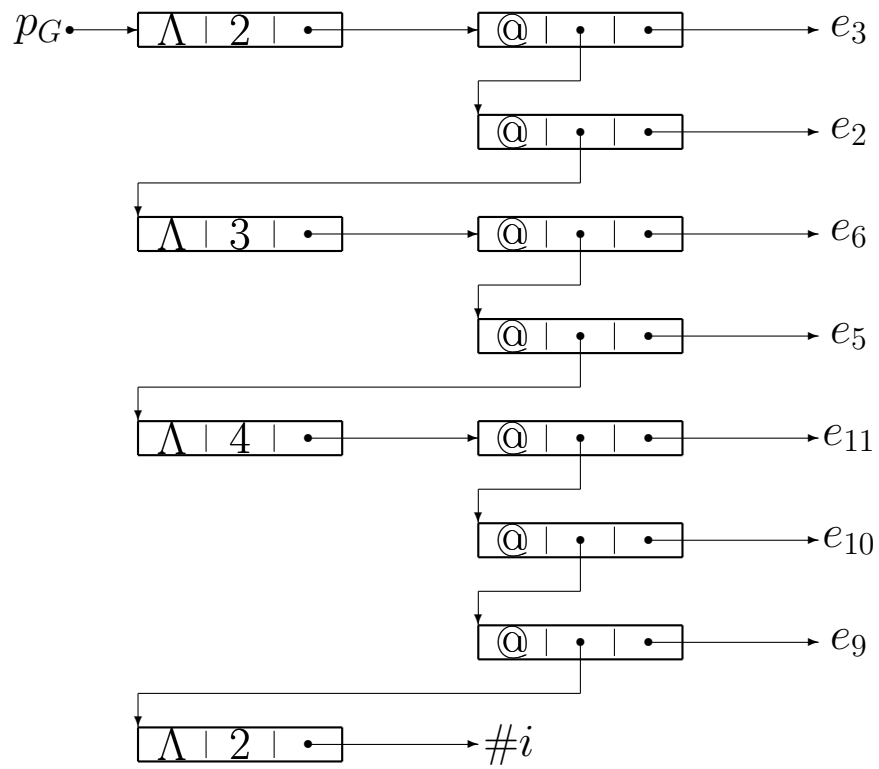 p_G Λ | 2 | @ | | e_3
@ | | e_2
Λ | 3 | @ | | e_6
@ | | e_5
Λ | 4 | @ | | e_11
@ | | e_10
@ | | e_9
Λ | 2 | #i